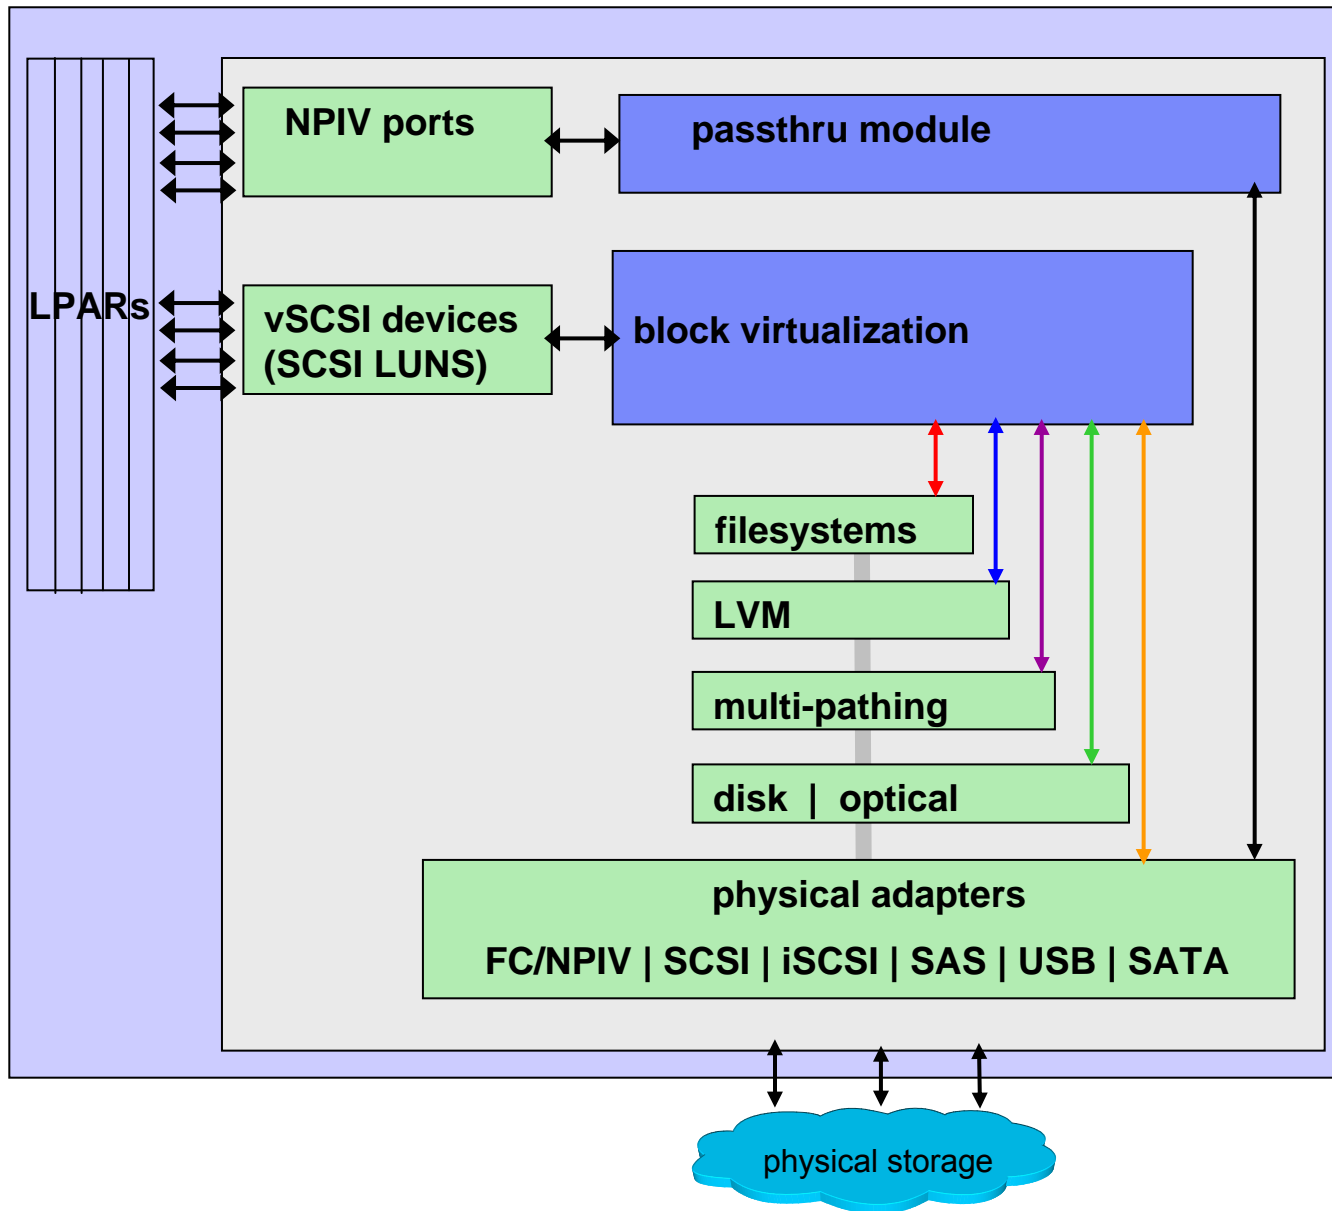 NPIV ports
passthru module
LPARs
vSCSI devices
(SCSI LUNS)
block virtualization
filesystems
LVM
multi-pathing
disk | optical
physical adapters
FC/NPIV | SCSI | iSCSI | SAS | USB | SATA
physical storage